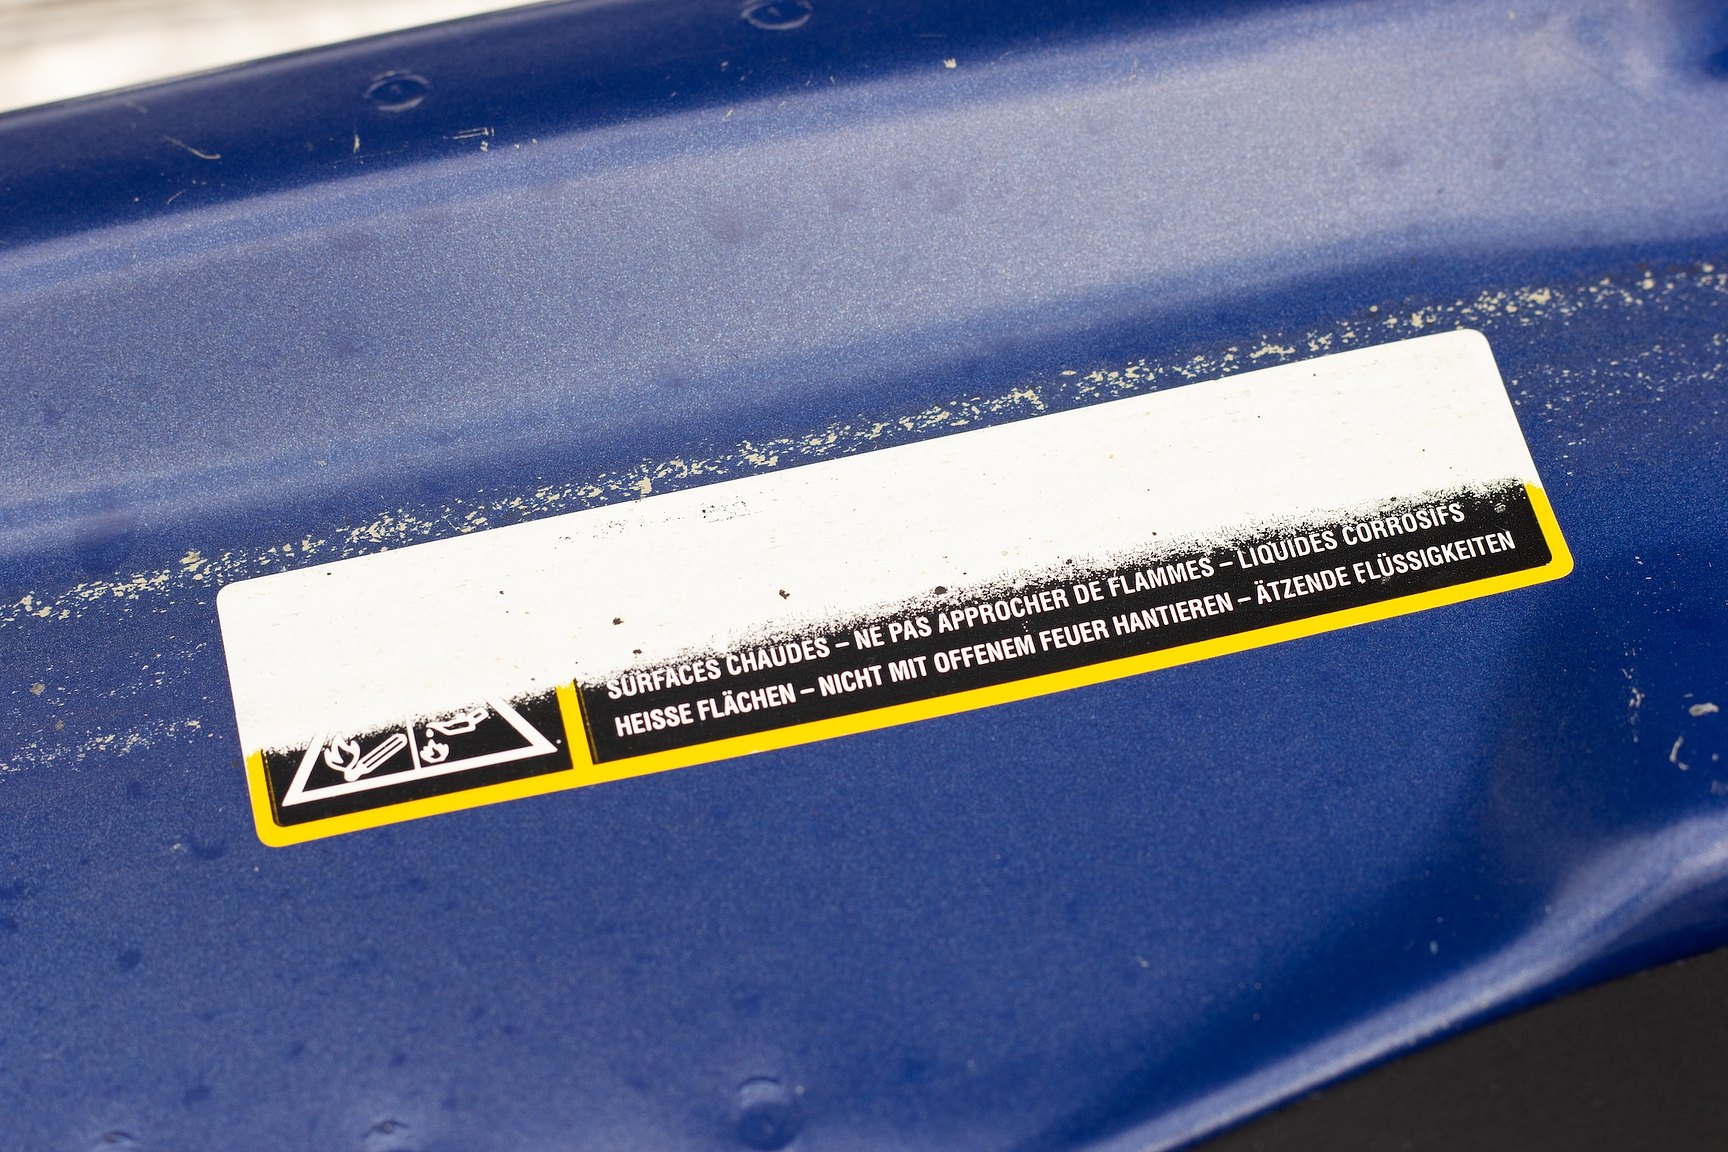 SURFACES CHAUDES – NE PAS APPROCHER DE FLAMMES – LIQUIDES CORROSIFS
HEISSE FLÄCHEN – NICHT MIT OFFENEM FEUER HANTIEREN – ÄTZENDE FLÜSSIGKEITEN